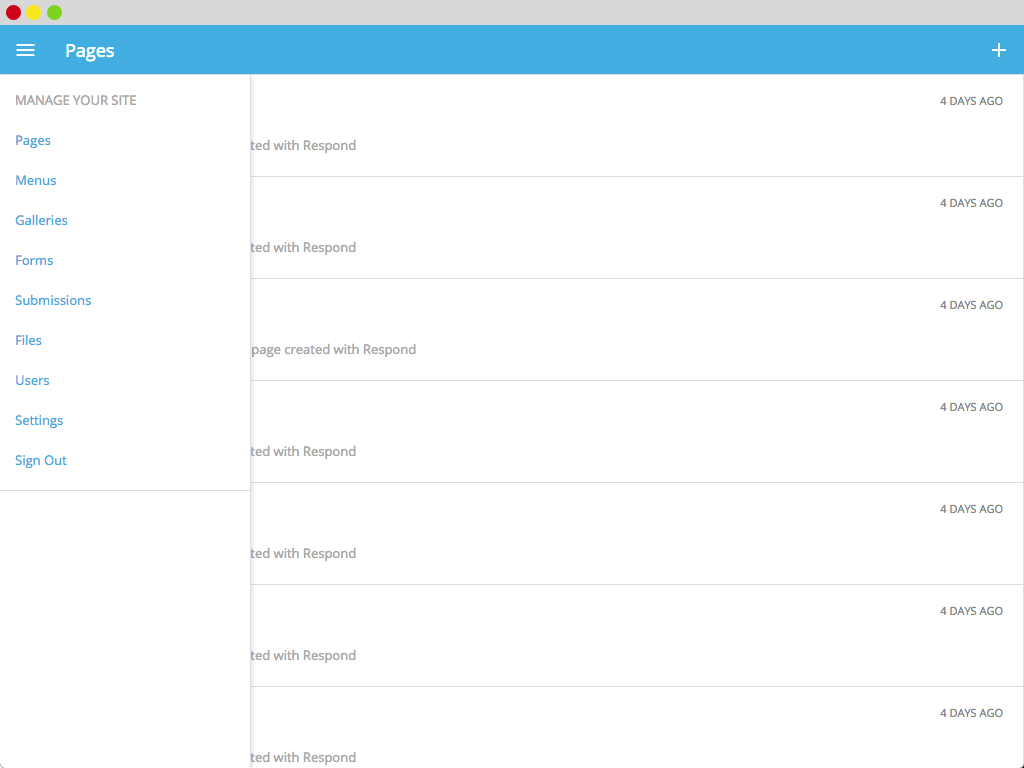 Pages
MANAGE YOUR SITE
Pages
Menus
Galleries
Forms
Submissions
Files
Users
Settings
Sign Out
4 DAYS AGO
ted with Respond
4 DAYS AGO
ted with Respond
4 DAYS AGO
page created with Respond
4 DAYS AGO
ted with Respond
4 DAYS AGO
ted with Respond
4 DAYS AGO
ted with Respond
4 DAYS AGO
ted with Respond